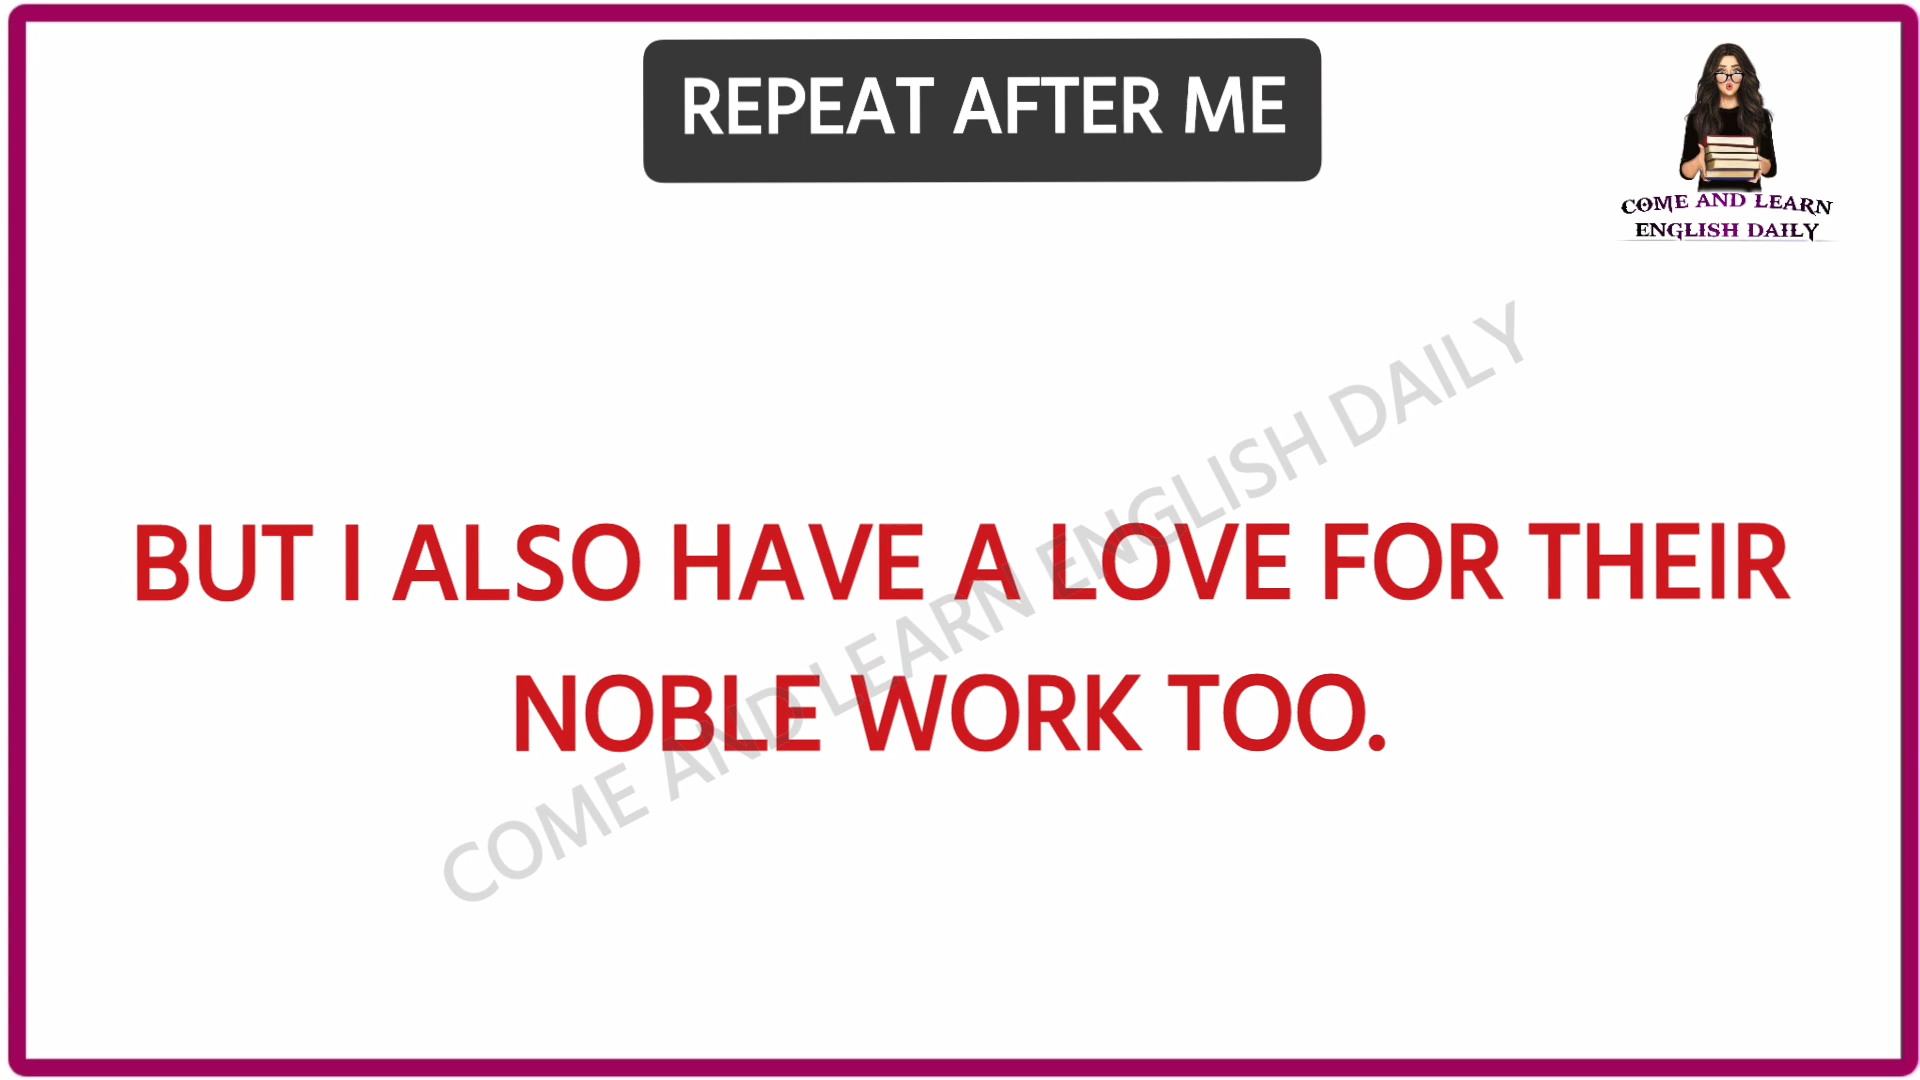 REPEAT AFTER ME
COME AND LEARN
ENGLISH DAILY
BUT I ALSO HAVE A LOVE FOR THEIR
NOBLE WORK TOO.
COME AND LEARN ENGLISH DAILY